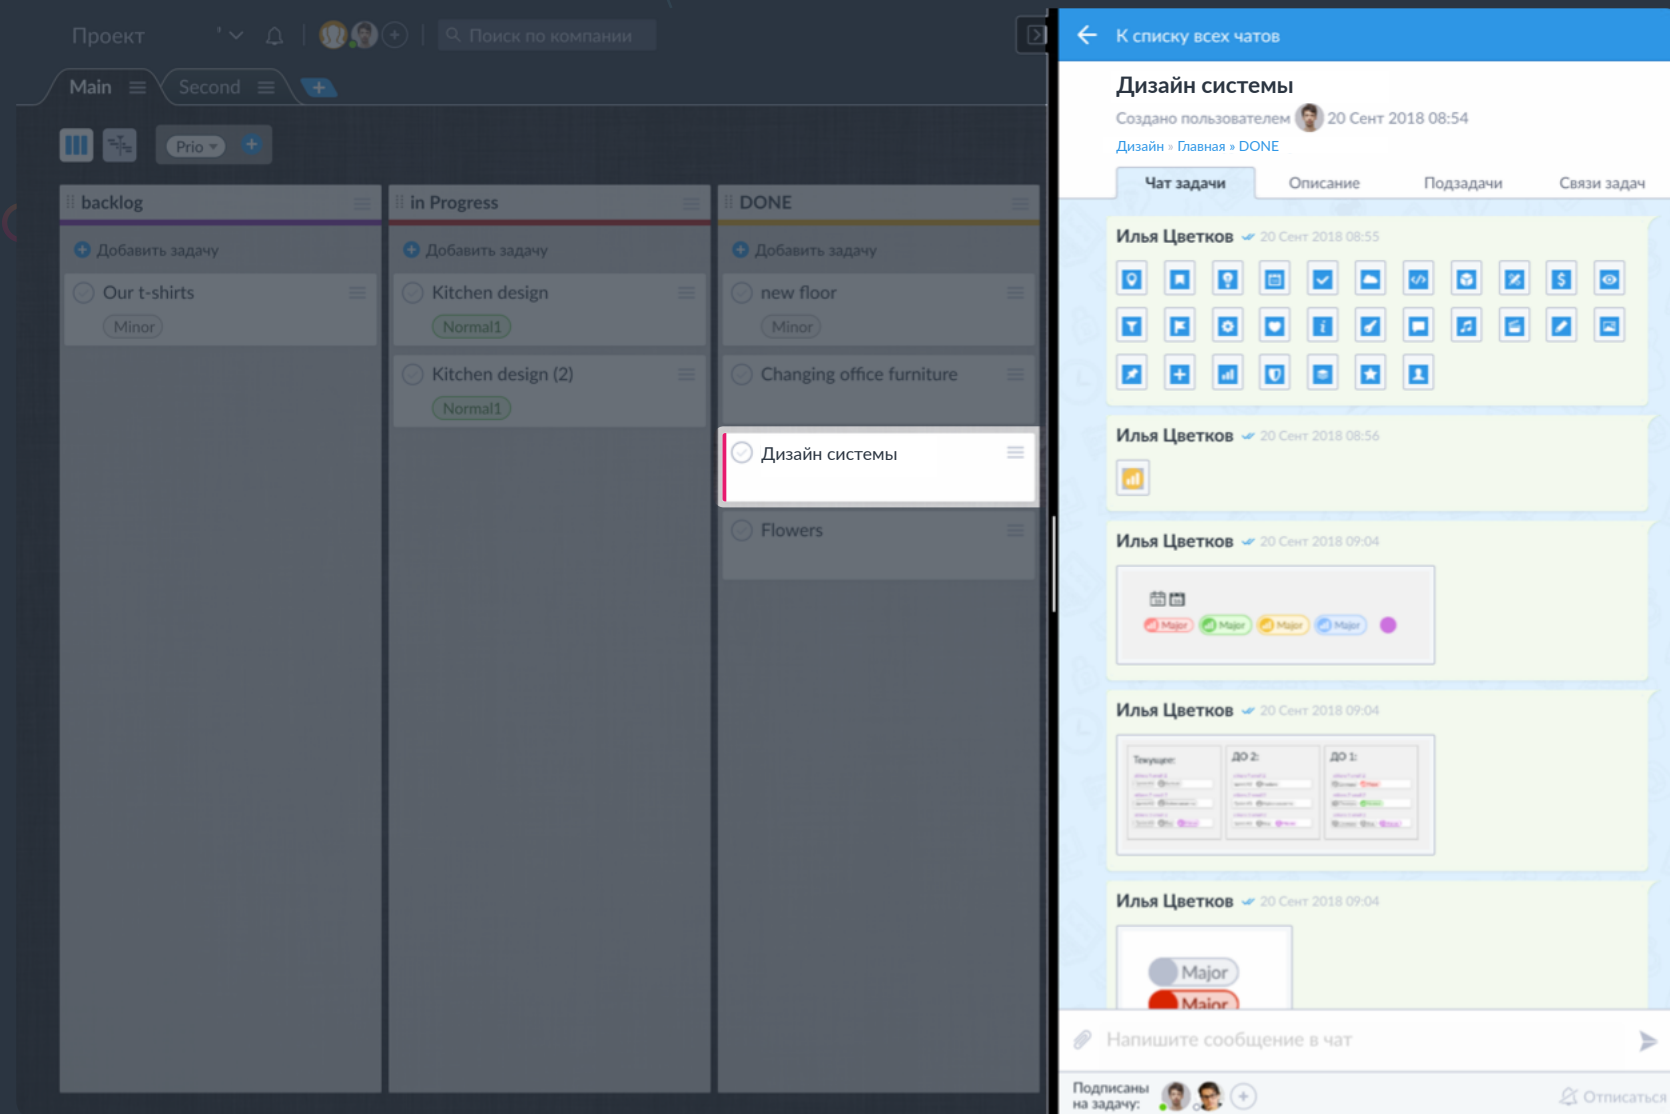 Проект
Поиск по компании
Main
Second
Prio
backlog
Добавить задачу
Our t-shirts
Minor
in Progress
Добавить задачу
Kitchen design
Normal1
Kitchen design (2)
Normal1
DONE
Добавить задачу
new floor
Minor
Changing office furniture
Дизайн системы
Flowers
К списку всех чатов
Дизайн системы
Создано пользователем 20 Сент 2018 08:54
Дизайн » Главная » DONE
Чат задачи Описание Подзадачи Связи задач
Илья Цветков 20 Сент 2018 08:55
Илья Цветков 20 Сент 2018 08:56
Илья Цветков 20 Сент 2018 09:04
Major Major Major Major
Илья Цветков 20 Сент 2018 09:04
Текущее: ДО 2: ДО 1:
Илья Цветков 20 Сент 2018 09:04
Major
Major
Напишите сообщение в чат
Подписаны
на задачу:
Отписаться